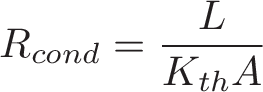 R_{cond} = \frac{L}{K_{th} A}